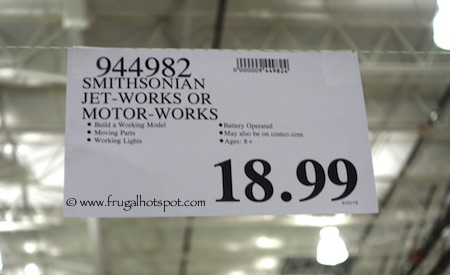 944982
0000009449824
SMITHSONIAN
JET-WORKS OR
MOTOR-WORKS
• Build a Working Model
• Moving Parts
• Working Lights
• Battery Operated
• May also be on costco.com
• Ages: 8+
18.99
© www.frugalhotspot.com